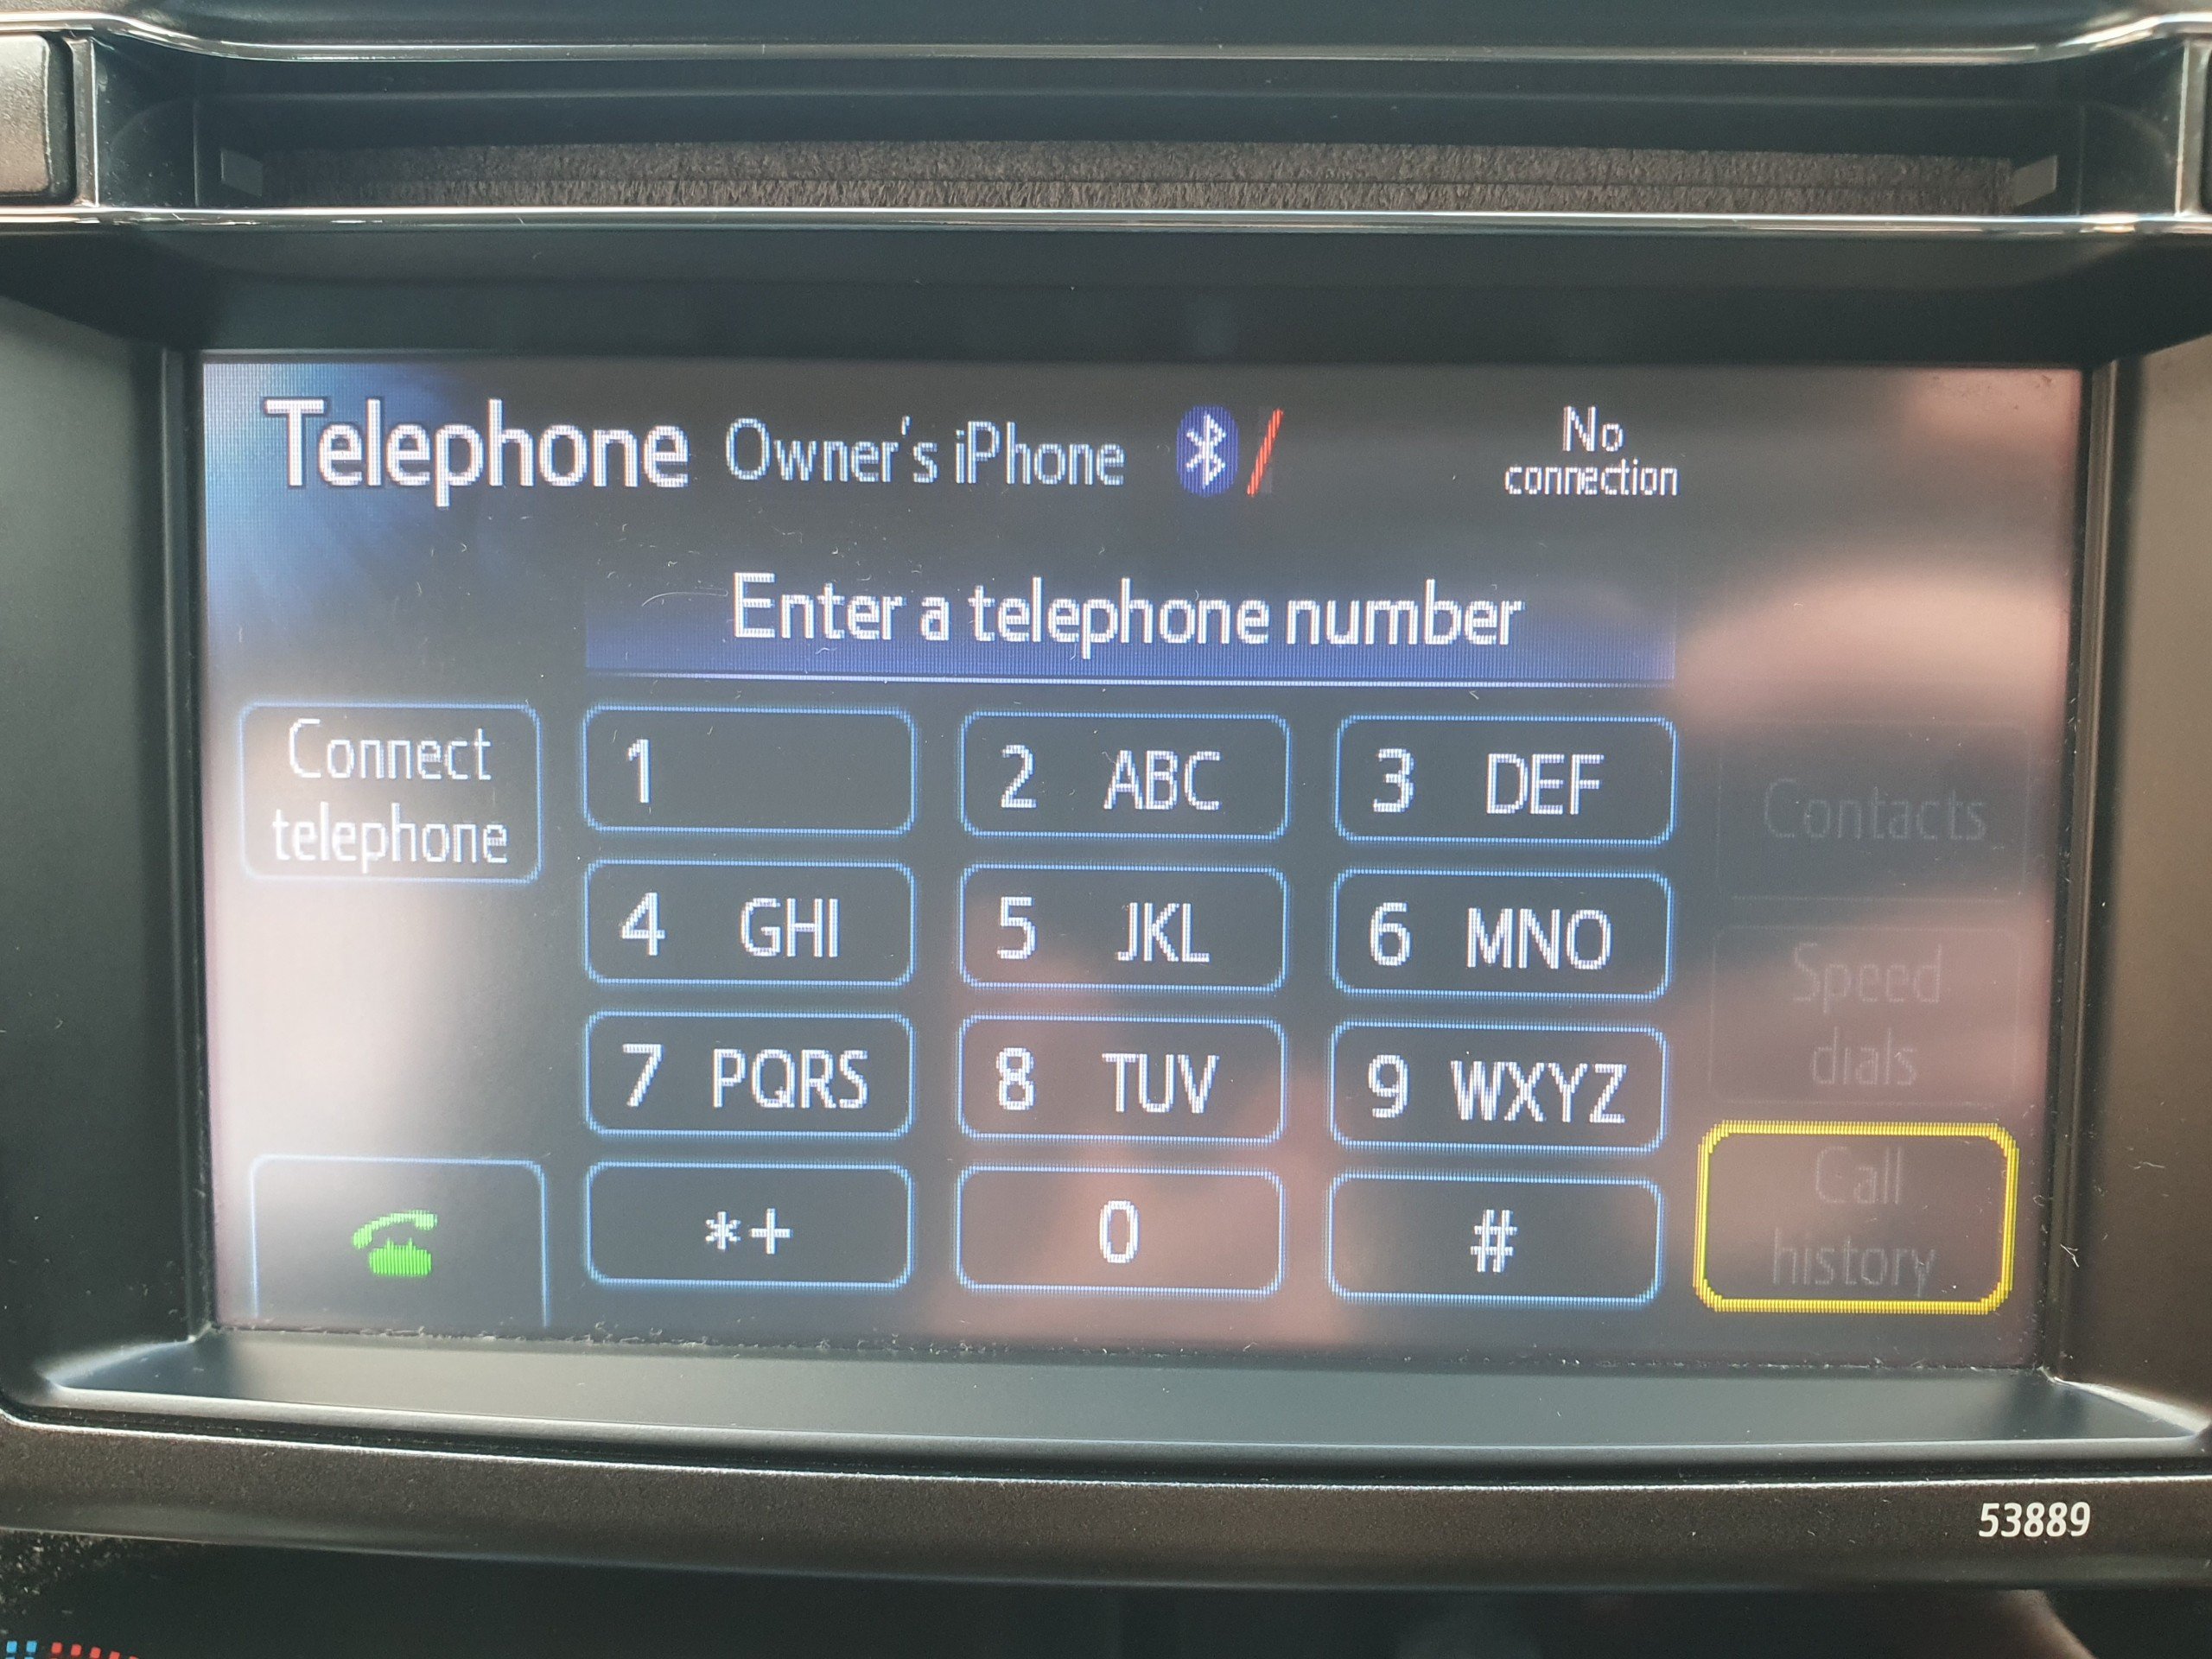 Telephone Owner's iPhone
No
connection
Enter a telephone number
Connect
telephone
1
2 ABC
3 DEF
Contacts
4 GHI
5 JKL
6 MNO
Speed
dials
7 PQRS
8 TUV
9 WXYZ
Call
history
*+
0
#
53889